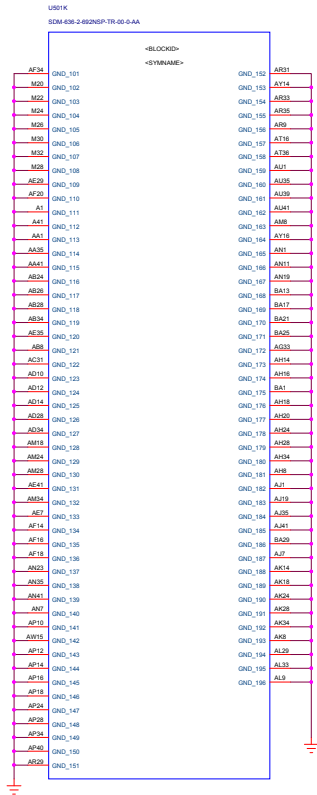 U501K
SDM-636-2-692NSP-TR-00-0-AA
<BLOCKID>
<SYMNAME>
AF34 GND_101
M20 GND_102
M22 GND_103
M24 GND_104
M26 GND_105
M30 GND_106
M32 GND_107
M28 GND_108
AE29 GND_109
AF20 GND_110
A1 GND_111
A41 GND_112
AA1 GND_113
AA35 GND_114
AA41 GND_115
AB24 GND_116
AB26 GND_117
AB28 GND_118
AB34 GND_119
AE35 GND_120
AB8 GND_121
AC31 GND_122
AD10 GND_123
AD12 GND_124
AD14 GND_125
AD28 GND_126
AD34 GND_127
AM18 GND_128
AM24 GND_129
AM28 GND_130
AE41 GND_131
AM34 GND_132
AE7 GND_133
AF14 GND_134
AF16 GND_135
AF18 GND_136
AN23 GND_137
AN35 GND_138
AN41 GND_139
AN7 GND_140
AP10 GND_141
AW15 GND_142
AP12 GND_143
AP14 GND_144
AP16 GND_145
AP18 GND_146
AP24 GND_147
AP28 GND_148
AP34 GND_149
AP40 GND_150
AR29 GND_151
GND_152 AR31
GND_153 AY14
GND_154 AR33
GND_155 AR35
GND_156 AR9
GND_157 AT16
GND_158 AT36
GND_159 AU1
GND_160 AU35
GND_161 AU39
GND_162 AU41
GND_163 AM8
GND_164 AY16
GND_165 AN1
GND_166 AN11
GND_167 AN19
GND_168 BA13
GND_169 BA17
GND_170 BA21
GND_171 BA25
GND_172 AG33
GND_173 AH14
GND_174 AH16
GND_175 BA1
GND_176 AH18
GND_177 AH20
GND_178 AH24
GND_179 AH28
GND_180 AH34
GND_181 AH8
GND_182 AJ1
GND_183 AJ19
GND_184 AJ35
GND_185 AJ41
GND_186 BA29
GND_187 AJ7
GND_188 AK14
GND_189 AK18
GND_190 AK24
GND_191 AK28
GND_192 AK34
GND_193 AK8
GND_194 AL29
GND_195 AL33
GND_196 AL9